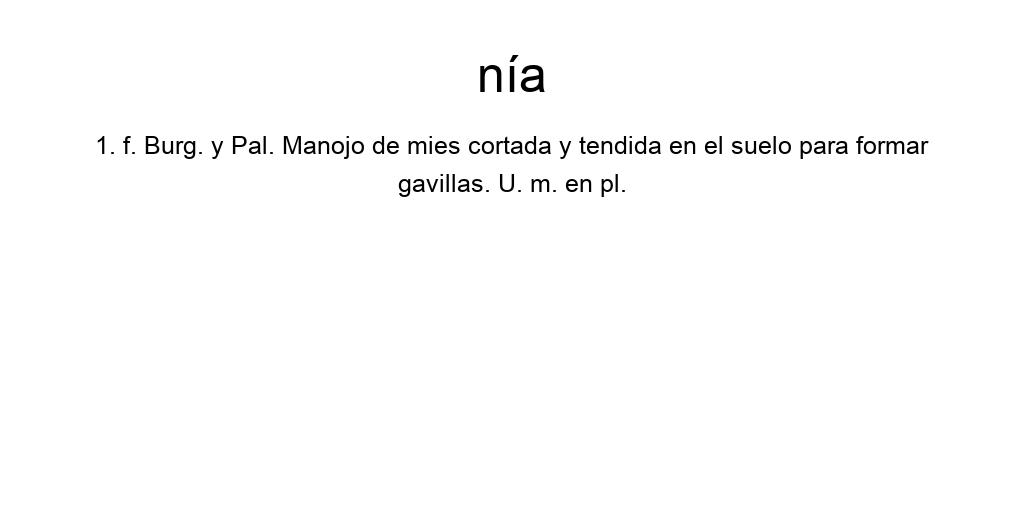 nía
1. f. Burg. y Pal. Manojo de mies cortada y tendida en el suelo para formar
gavillas. U. m. en pl.